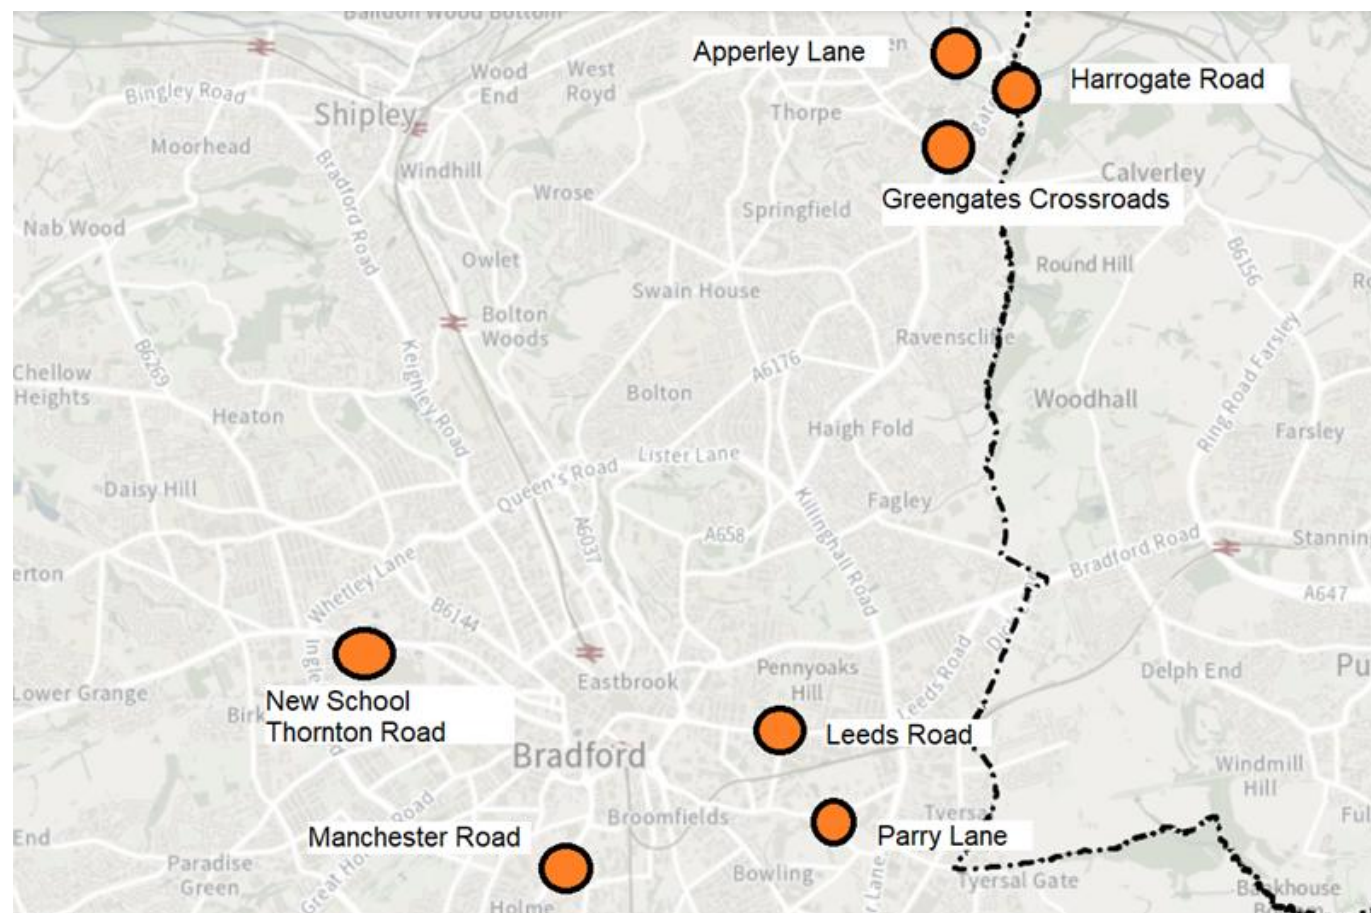 Baildon Wood Bottom
Apperley Lane
Harrogate Road
Wood
End
West
Royd
Bingley Road
Shipley
Thorpe
Moorhead
Windhill
Calverley
Bradford Road
Wrose
Greengates Crossroads
Springfield
Nab Wood
Owlet
Round Hill
B6156
Swain House
Bolton
Woods
Ravenscliffe
B6269
Keighley Road
A6176
Chellow
Heights
Heaton
Bolton
Woodhall
Ring Road Farsley
Haigh Fold
Farsley
Lister Lane
Queen's Road
Daisy Hill
Killinghall Road
Fagley
A6037
A658
Bradford Road
Stannin
erton
Whetley Lane
B6144
A647
Pennyoaks
Hill
Leeds Road
Delph End
Pu
Lower Grange
Eastbrook
New School
Thornton Road
Leeds Road
Bradford
Windmill
Hill
Broomfields
Manchester Road
Parry Lane
Ful
End
Paradise
Green
Bowling
Tyersal Gate
Holme